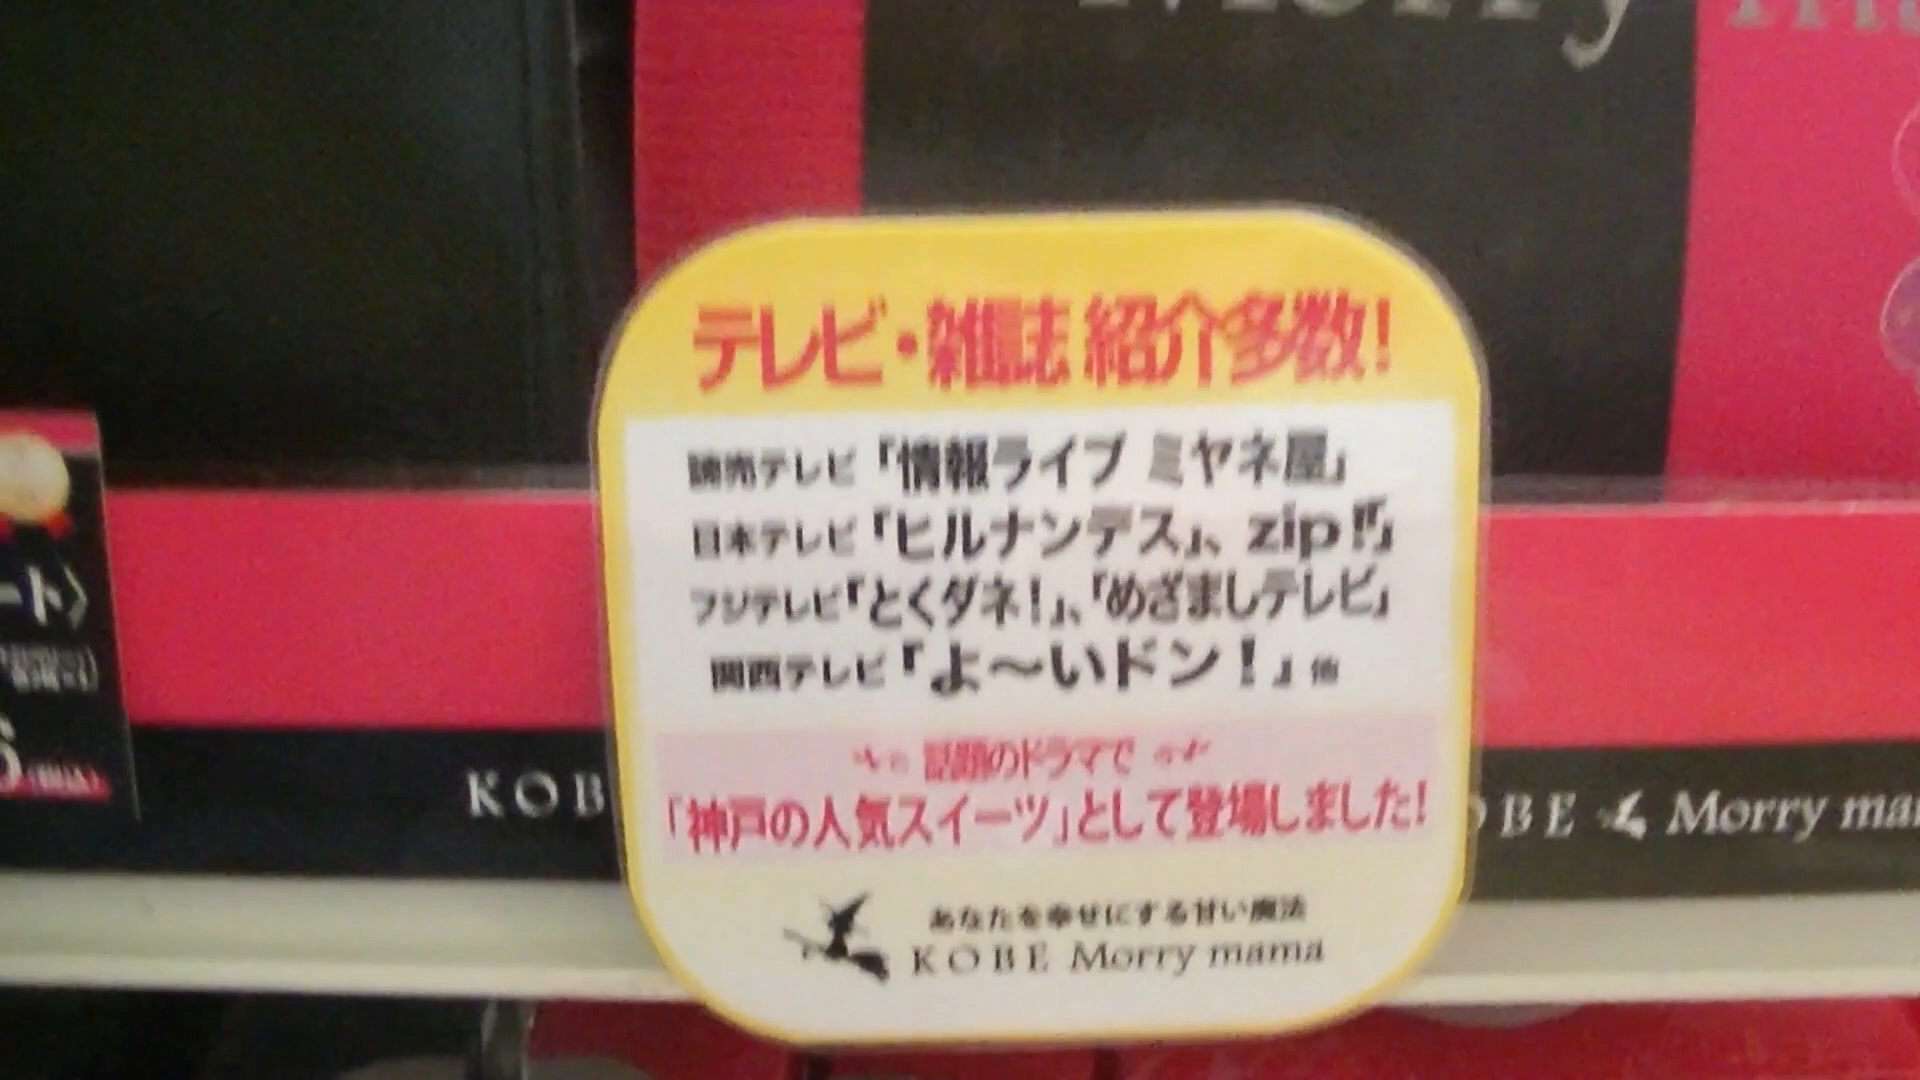 Morry
テレビ・雑誌 紹介多数!
読売テレビ「情報ライブ ミヤネ屋」
日本テレビ「ヒルナンデス」、zip!!」
フジテレビ「とくダネ!」、「めざましテレビ」
関西テレビ「よ〜いドン!」他
話題のドラマで
「神戸の人気スイーツ」として登場しました!
あなたを幸せにする甘い魔法
KOBE Morry mama
ート〉
KOB
OBE Morry ma